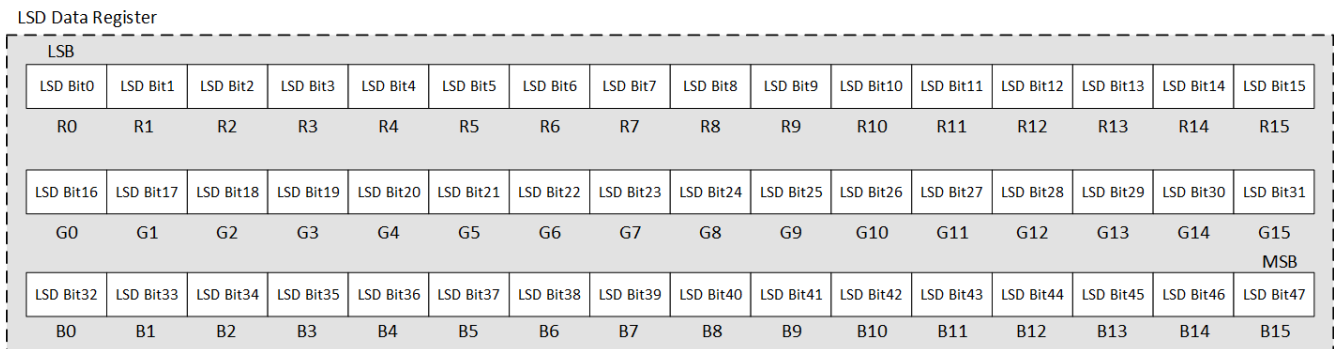 LSD Data Register
LSB
LSD Bit0 LSD Bit1 LSD Bit2 LSD Bit3 LSD Bit4 LSD Bit5 LSD Bit6 LSD Bit7 LSD Bit8 LSD Bit9 LSD Bit10 LSD Bit11 LSD Bit12 LSD Bit13 LSD Bit14 LSD Bit15
R0 R1 R2 R3 R4 R5 R6 R7 R8 R9 R10 R11 R12 R13 R14 R15
LSD Bit16 LSD Bit17 LSD Bit18 LSD Bit19 LSD Bit20 LSD Bit21 LSD Bit22 LSD Bit23 LSD Bit24 LSD Bit25 LSD Bit26 LSD Bit27 LSD Bit28 LSD Bit29 LSD Bit30 LSD Bit31
G0 G1 G2 G3 G4 G5 G6 G7 G8 G9 G10 G11 G12 G13 G14 G15
MSB
LSD Bit32 LSD Bit33 LSD Bit34 LSD Bit35 LSD Bit36 LSD Bit37 LSD Bit38 LSD Bit39 LSD Bit40 LSD Bit41 LSD Bit42 LSD Bit43 LSD Bit44 LSD Bit45 LSD Bit46 LSD Bit47
B0 B1 B2 B3 B4 B5 B6 B7 B8 B9 B10 B11 B12 B13 B14 B15